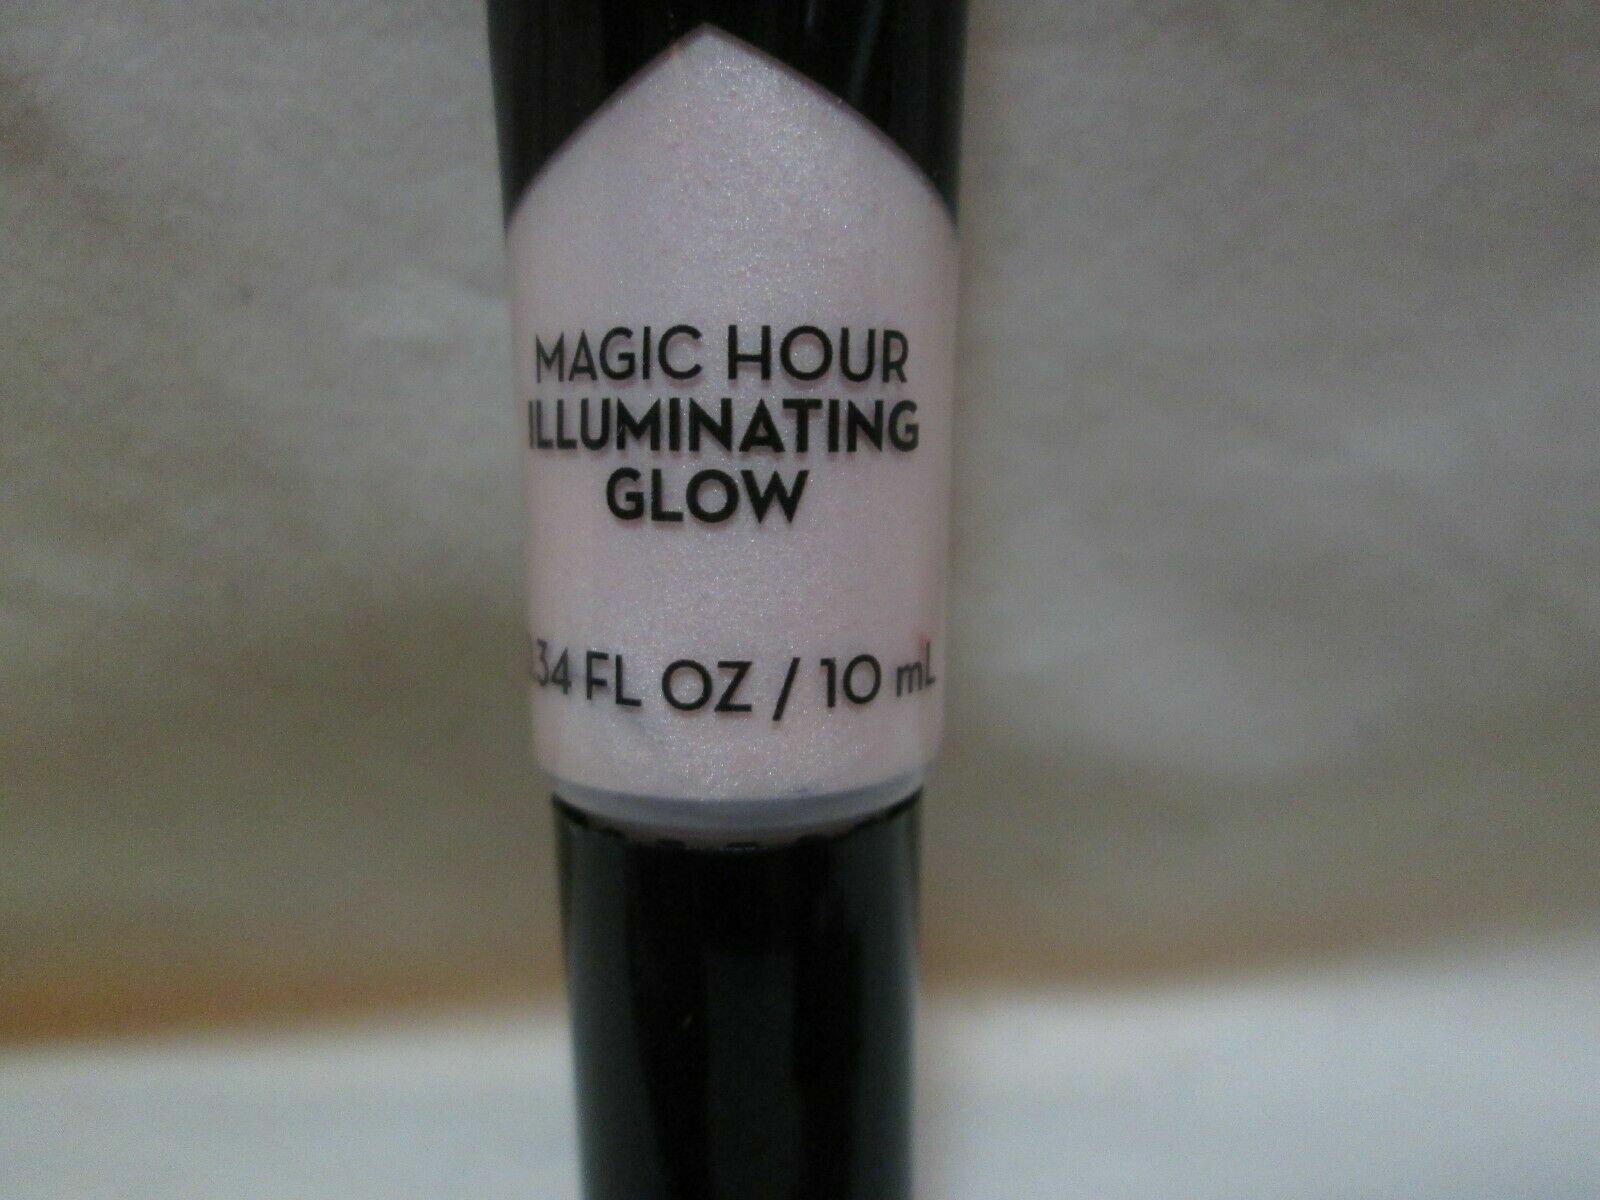 MAGIC HOUR
ILLUMINATING
GLOW
.34 FL OZ / 10 mL